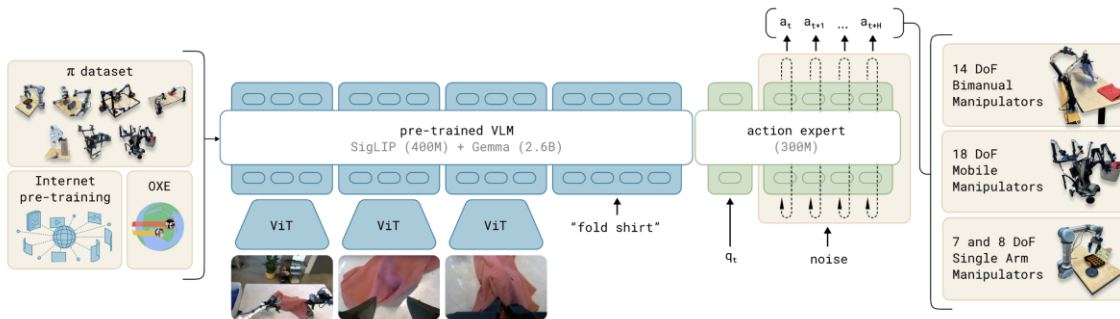 π dataset
Internet
pre-training
OXE
pre-trained VLM
SigLIP (400M) + Gemma (2.6B)
ViT
ViT
ViT
“fold shirt”
action expert
(300M)
qt
noise
at
at+1
...
at+H
14 DoF
Bimanual
Manipulators
18 DoF
Mobile
Manipulators
7 and 8 DoF
Single Arm
Manipulators